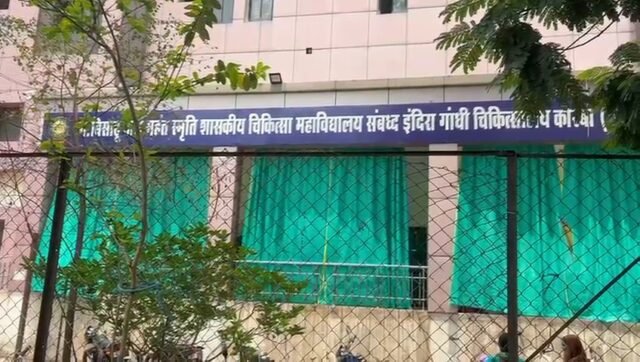 स्मृति शासकीय चिकित्सा महाविद्यालय संबध्द इंदिरा गांधी चिकित्सालय